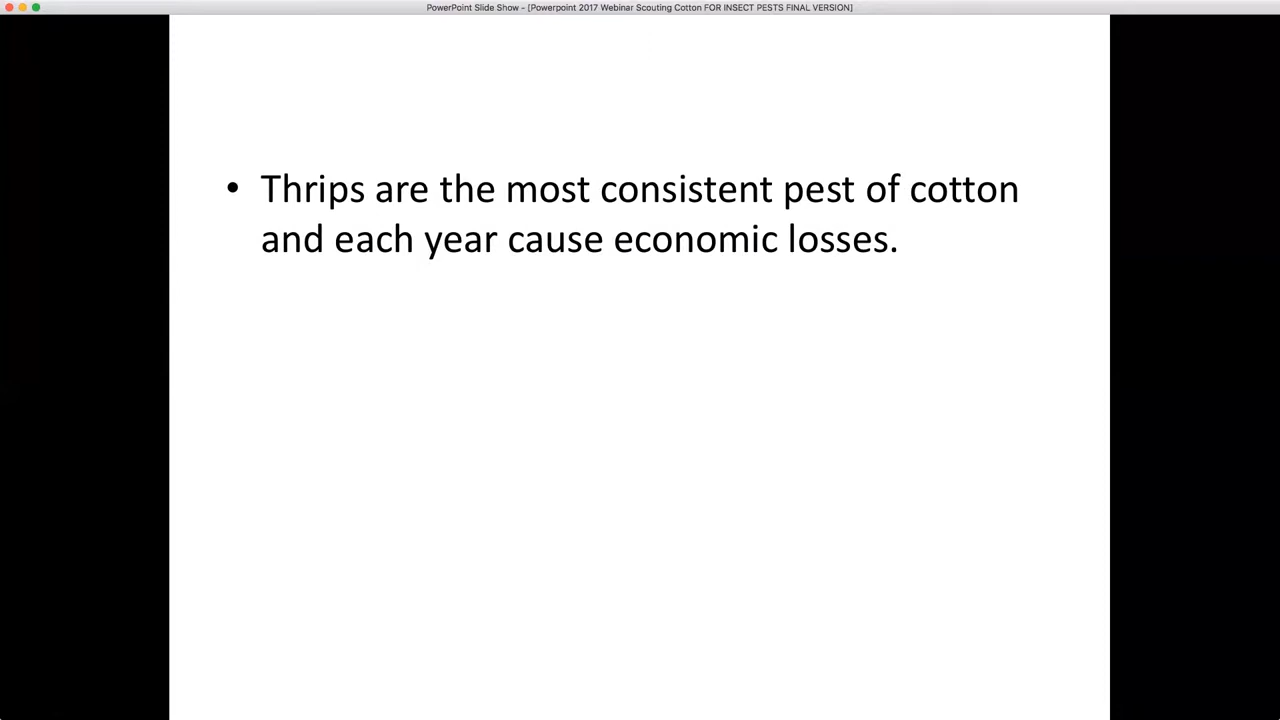 PowerPoint Slide Show - [Powerpoint 2017 Webinar Scouting Cotton FOR INSECT PESTS FINAL VERSION]
• Thrips are the most consistent pest of cotton
and each year cause economic losses.